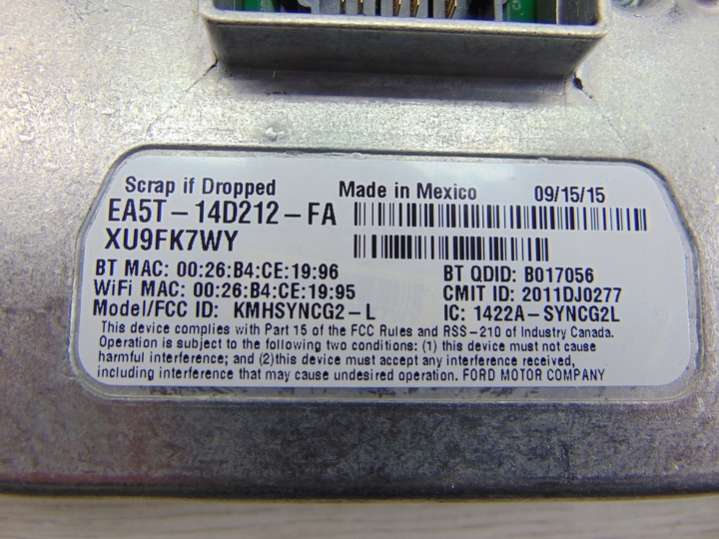 Scrap if Dropped Made in Mexico 09/15/15
EA5T-14D212-FA
XU9FK7WY
BT MAC: 00:26:B4:CE:19:96 BT QDID: B017056
WiFi MAC: 00:26:B4:CE:19:95 CMIT ID: 2011DJ0277
Model/FCC ID: KMHSYNCG2-L IC: 1422A-SYNCG2L
This device complies with Part 15 of the FCC Rules and RSS-210 of Industry Canada.
Operation is subject to the following two conditions: (1) this device must not cause
harmful interference; and (2)this device must accept any interference received,
including interference that may cause undesired operation. FORD MOTOR COMPANY